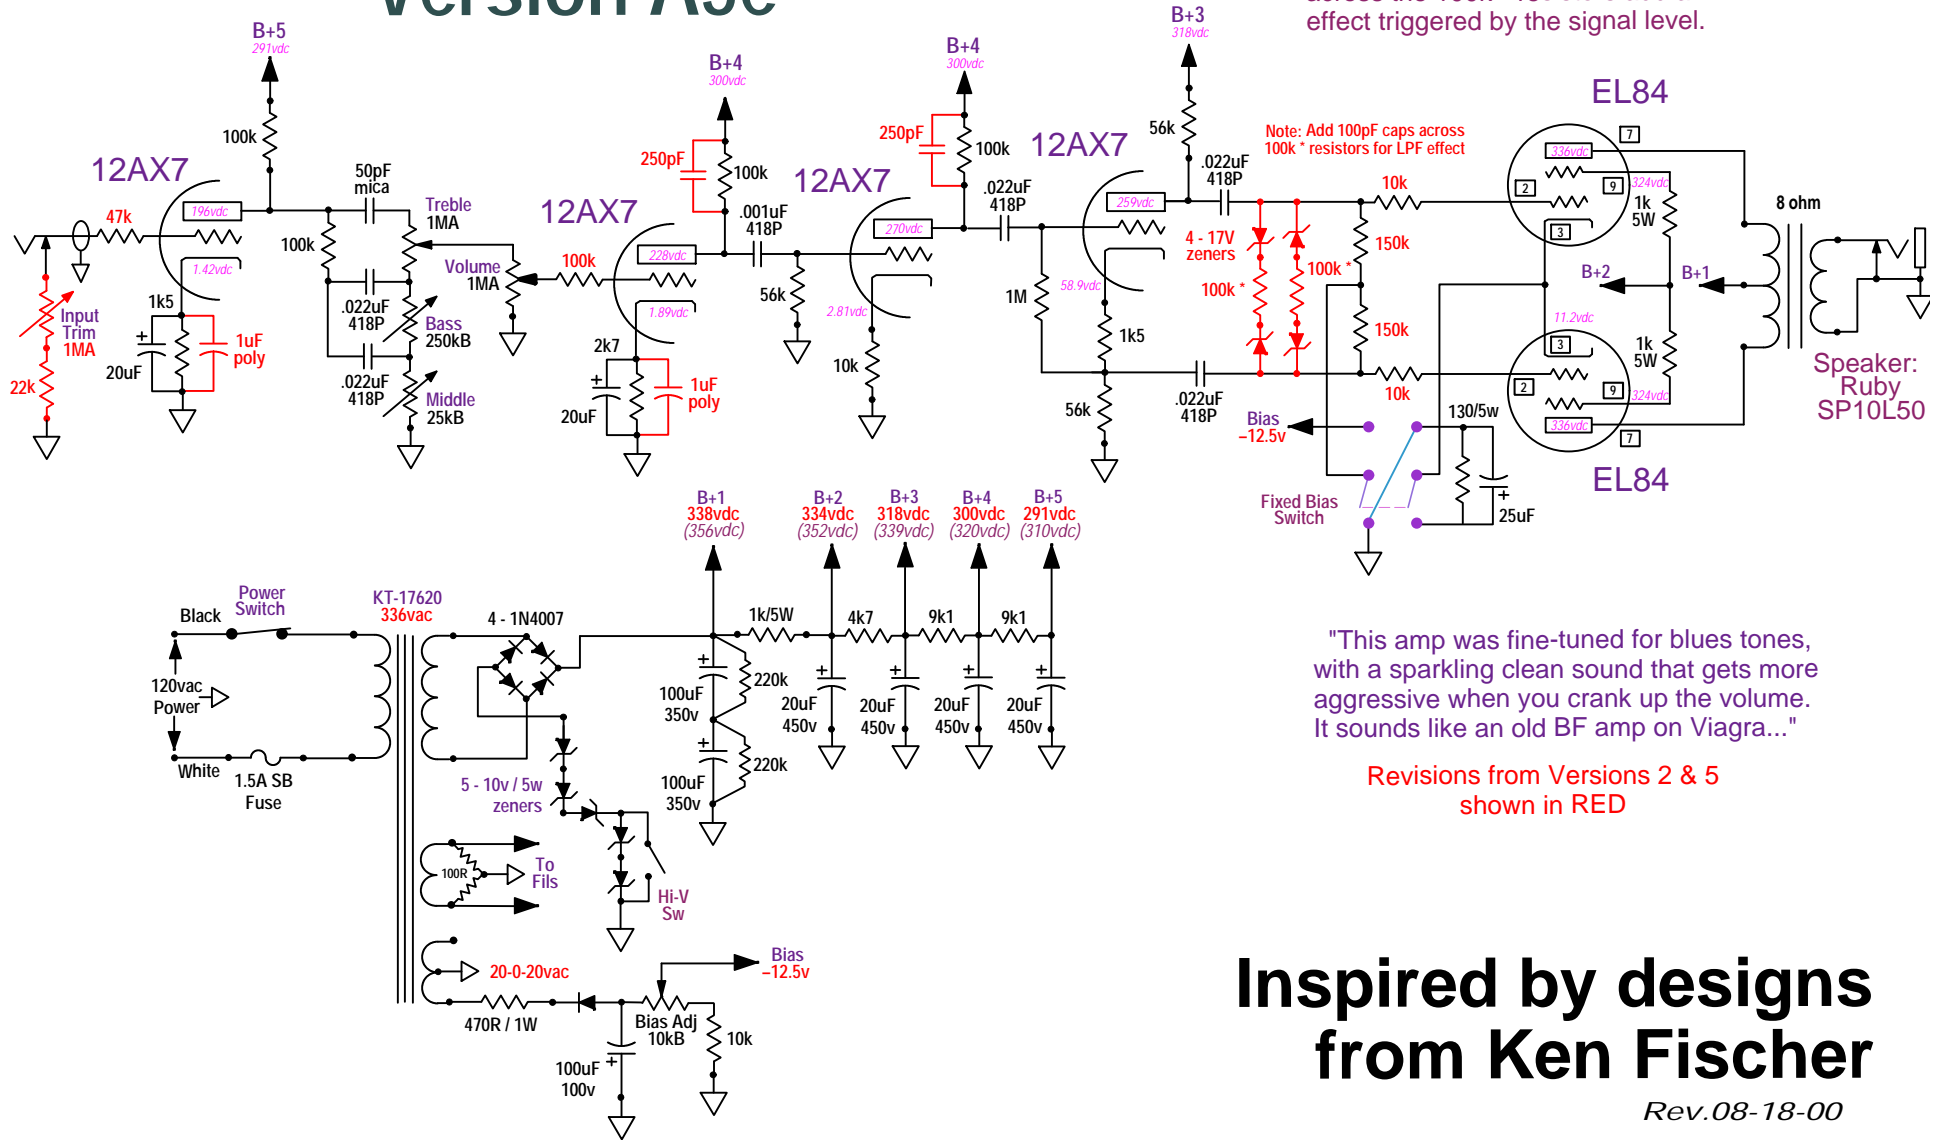 Version A5e
effect triggered by the signal level.
B+5
291vdc
100k
12AX7
196vdc
47k
1.42vdc
1k5
20uF
1uF
poly
Input
Trim
1MA
22k
50pF
mica
100k
Treble
1MA
.022uF
418P
Bass
250kB
.022uF
418P
Middle
25kB
Volume
1MA
B+4
300vdc
250pF
100k
12AX7
228vdc
100k
1.89vdc
2k7
20uF
1uF
poly
.001uF
418P
56k
B+4
300vdc
250pF
100k
12AX7
270vdc
2.81vdc
10k
.022uF
418P
1M
B+3
318vdc
56k
12AX7
259vdc
58.9vdc
1k5
56k
.022uF
418P
.022uF
418P
Note: Add 100pF caps across
100k * resistors for LPF effect
4 - 17V
zeners
100k *
100k *
10k
150k
150k
10k
EL84
7
336vdc
2
9
324vdc
3
1k
5W
B+2
B+1
11.2vdc
3
1k
5W
2
9
324vdc
336vdc
7
EL84
8 ohm
Speaker:
Ruby
SP10L50
Bias
–12.5v
130/5w
25uF
Fixed Bias
Switch
B+1
338vdc
(356vdc)
B+2
334vdc
(352vdc)
B+3
318vdc
(339vdc)
B+4
300vdc
(320vdc)
B+5
291vdc
(310vdc)
Black
Power
Switch
120vac
Power
White
1.5A SB
Fuse
KT-17620
336vac
4 - 1N4007
5 - 10v / 5w
zeners
Hi-V
Sw
100R
To
Fils
20-0-20vac
470R / 1W
100uF
100v
Bias Adj
10kB
10k
Bias
–12.5v
1k/5W
4k7
9k1
9k1
100uF
350v
220k
100uF
350v
220k
20uF
450v
20uF
450v
20uF
450v
20uF
450v
"This amp was fine-tuned for blues tones,
with a sparkling clean sound that gets more
aggressive when you crank up the volume.
It sounds like an old BF amp on Viagra..."
Revisions from Versions 2 & 5
shown in RED
Inspired by designs
from Ken Fischer
Rev.08-18-00